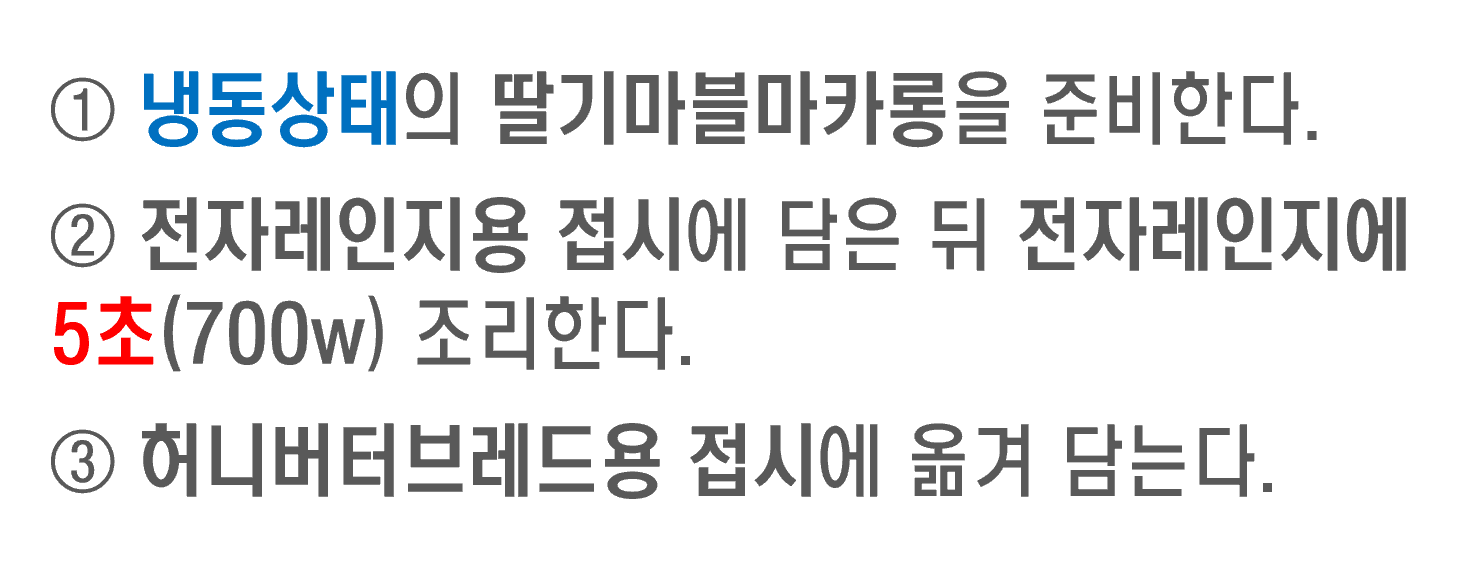 ① 냉동상태의 딸기마블마카롱을 준비한다.
② 전자레인지용 접시에 담은 뒤 전자레인지에
5초(700w) 조리한다.
③ 허니버터브레드용 접시에 옮겨 담는다.